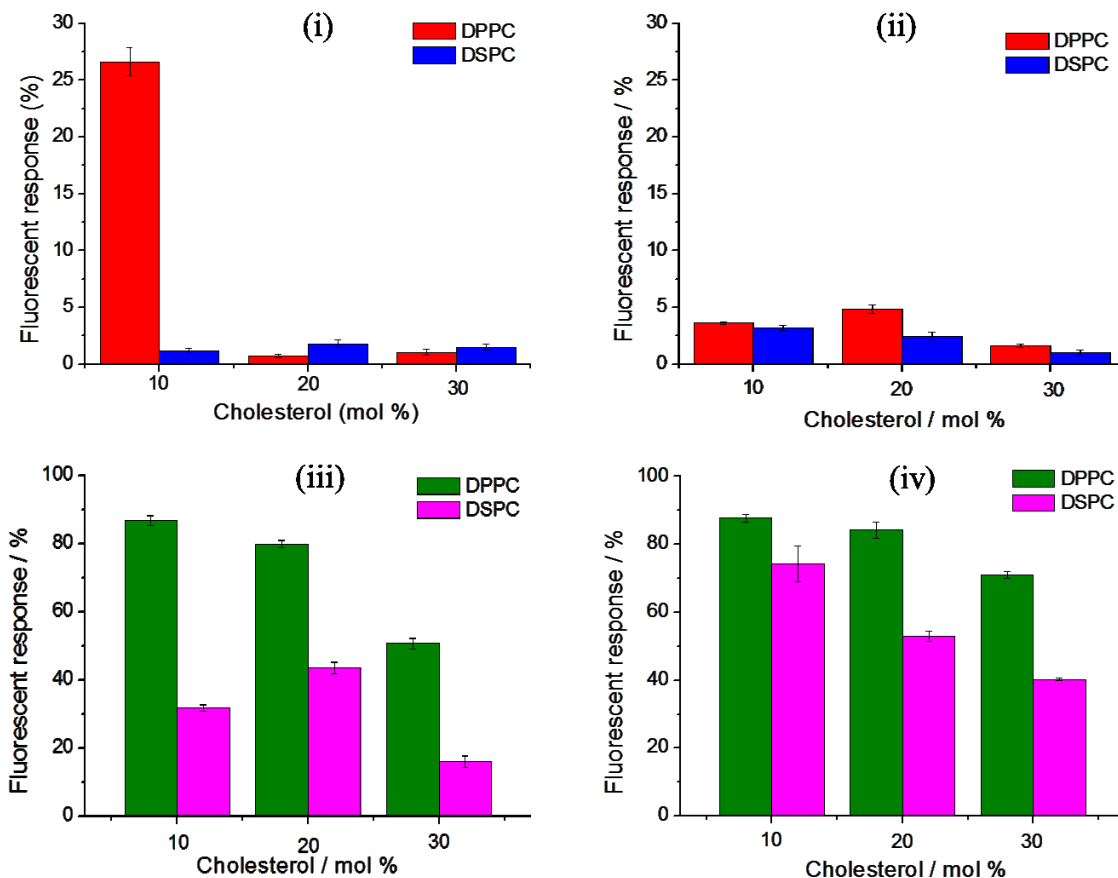 (i)
DPPC
DSPC
Fluorescent response (%)
30
25
20
15
10
5
0
10 20 30
Cholesterol (mol %)
(ii)
DPPC
DSPC
Fluorescent response / %
30
25
20
15
10
5
0
10 20 30
Cholesterol / mol %
(iii)
DPPC
DSPC
Fluorescent response / %
100
80
60
40
20
0
10 20 30
Cholesterol / mol %
(iv)
DPPC
DSPC
Fluorescent response / %
100
80
60
40
20
0
10 20 30
Cholesterol / mol %